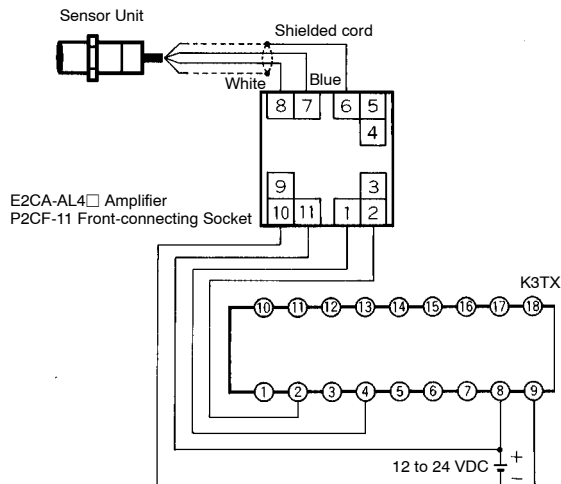 Sensor Unit
Shielded cord
White
Blue
8 7 6 5
4
9 3
10 11 1 2
E2CA-AL4□ Amplifier
P2CF-11 Front-connecting Socket
K3TX
10 11 12 13 14 15 16 17 18
1 2 3 4 5 6 7 8 9
12 to 24 VDC
+
−